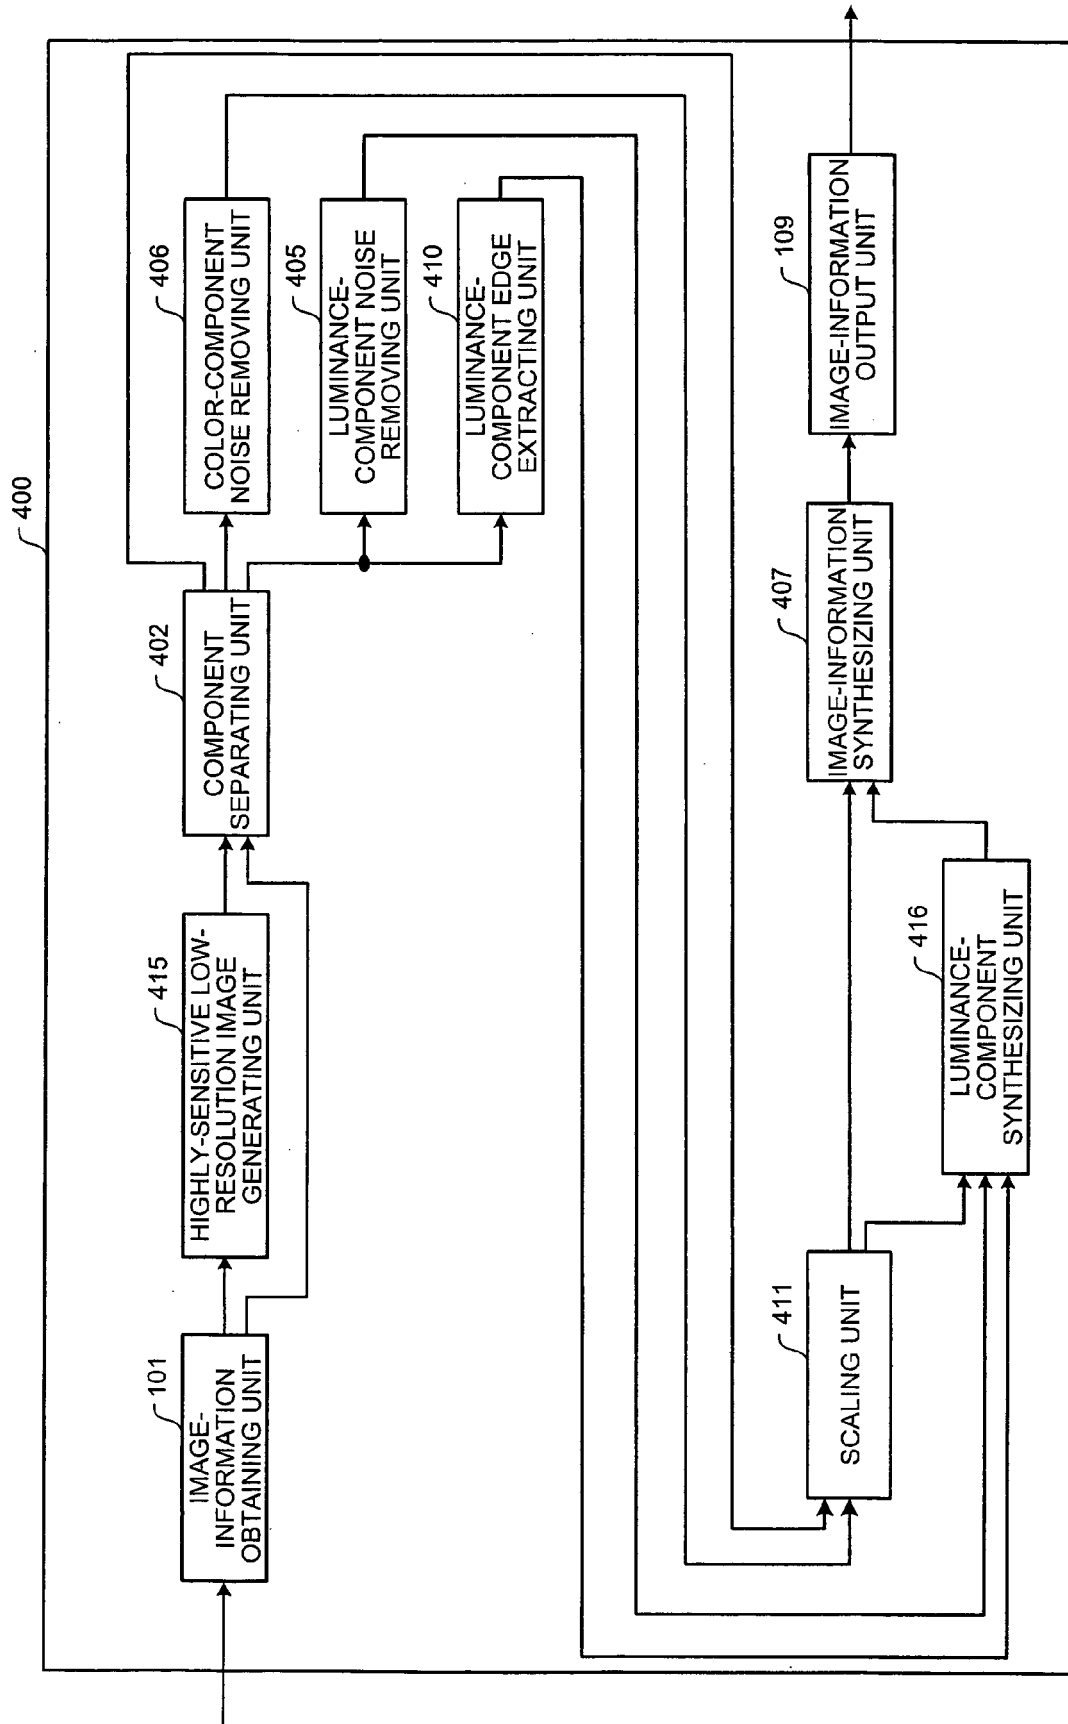 400
101
IMAGE-
INFORMATION
OBTAINING UNIT
415
HIGHLY-SENSITIVE LOW-
RESOLUTION IMAGE
GENERATING UNIT
402
COMPONENT
SEPARATING UNIT
406
COLOR-COMPONENT
NOISE REMOVING UNIT
405
LUMINANCE-
COMPONENT NOISE
REMOVING UNIT
410
LUMINANCE-
COMPONENT EDGE
EXTRACTING UNIT
411
SCALING UNIT
416
LUMINANCE-
COMPONENT
SYNTHESIZING UNIT
407
IMAGE-INFORMATION
SYNTHESIZING UNIT
109
IMAGE-INFORMATION
OUTPUT UNIT